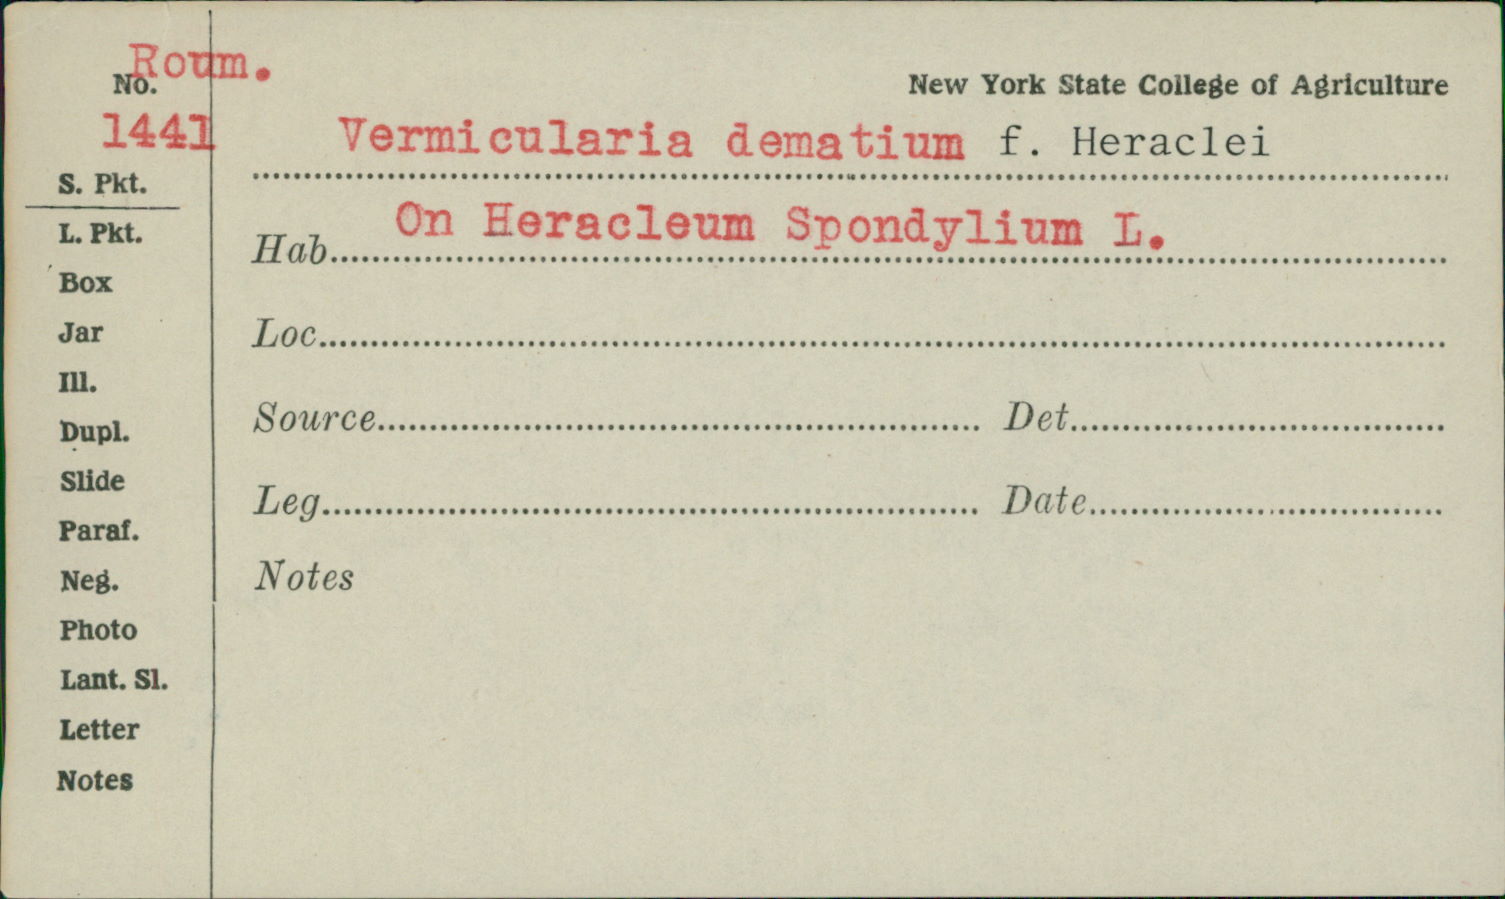 Roum.
No.
1441
New York State College of Agriculture
Vermicularia dematium f. Heraclei
S. Pkt.
On Heracleum Spondylium L.
Hab
L. Pkt.
Box
Jar
Loc
Ill.
Dupl.
Source Det
Slide
Leg Date
Paraf.
Neg.
Notes
Photo
Lant. Sl.
Letter
Notes